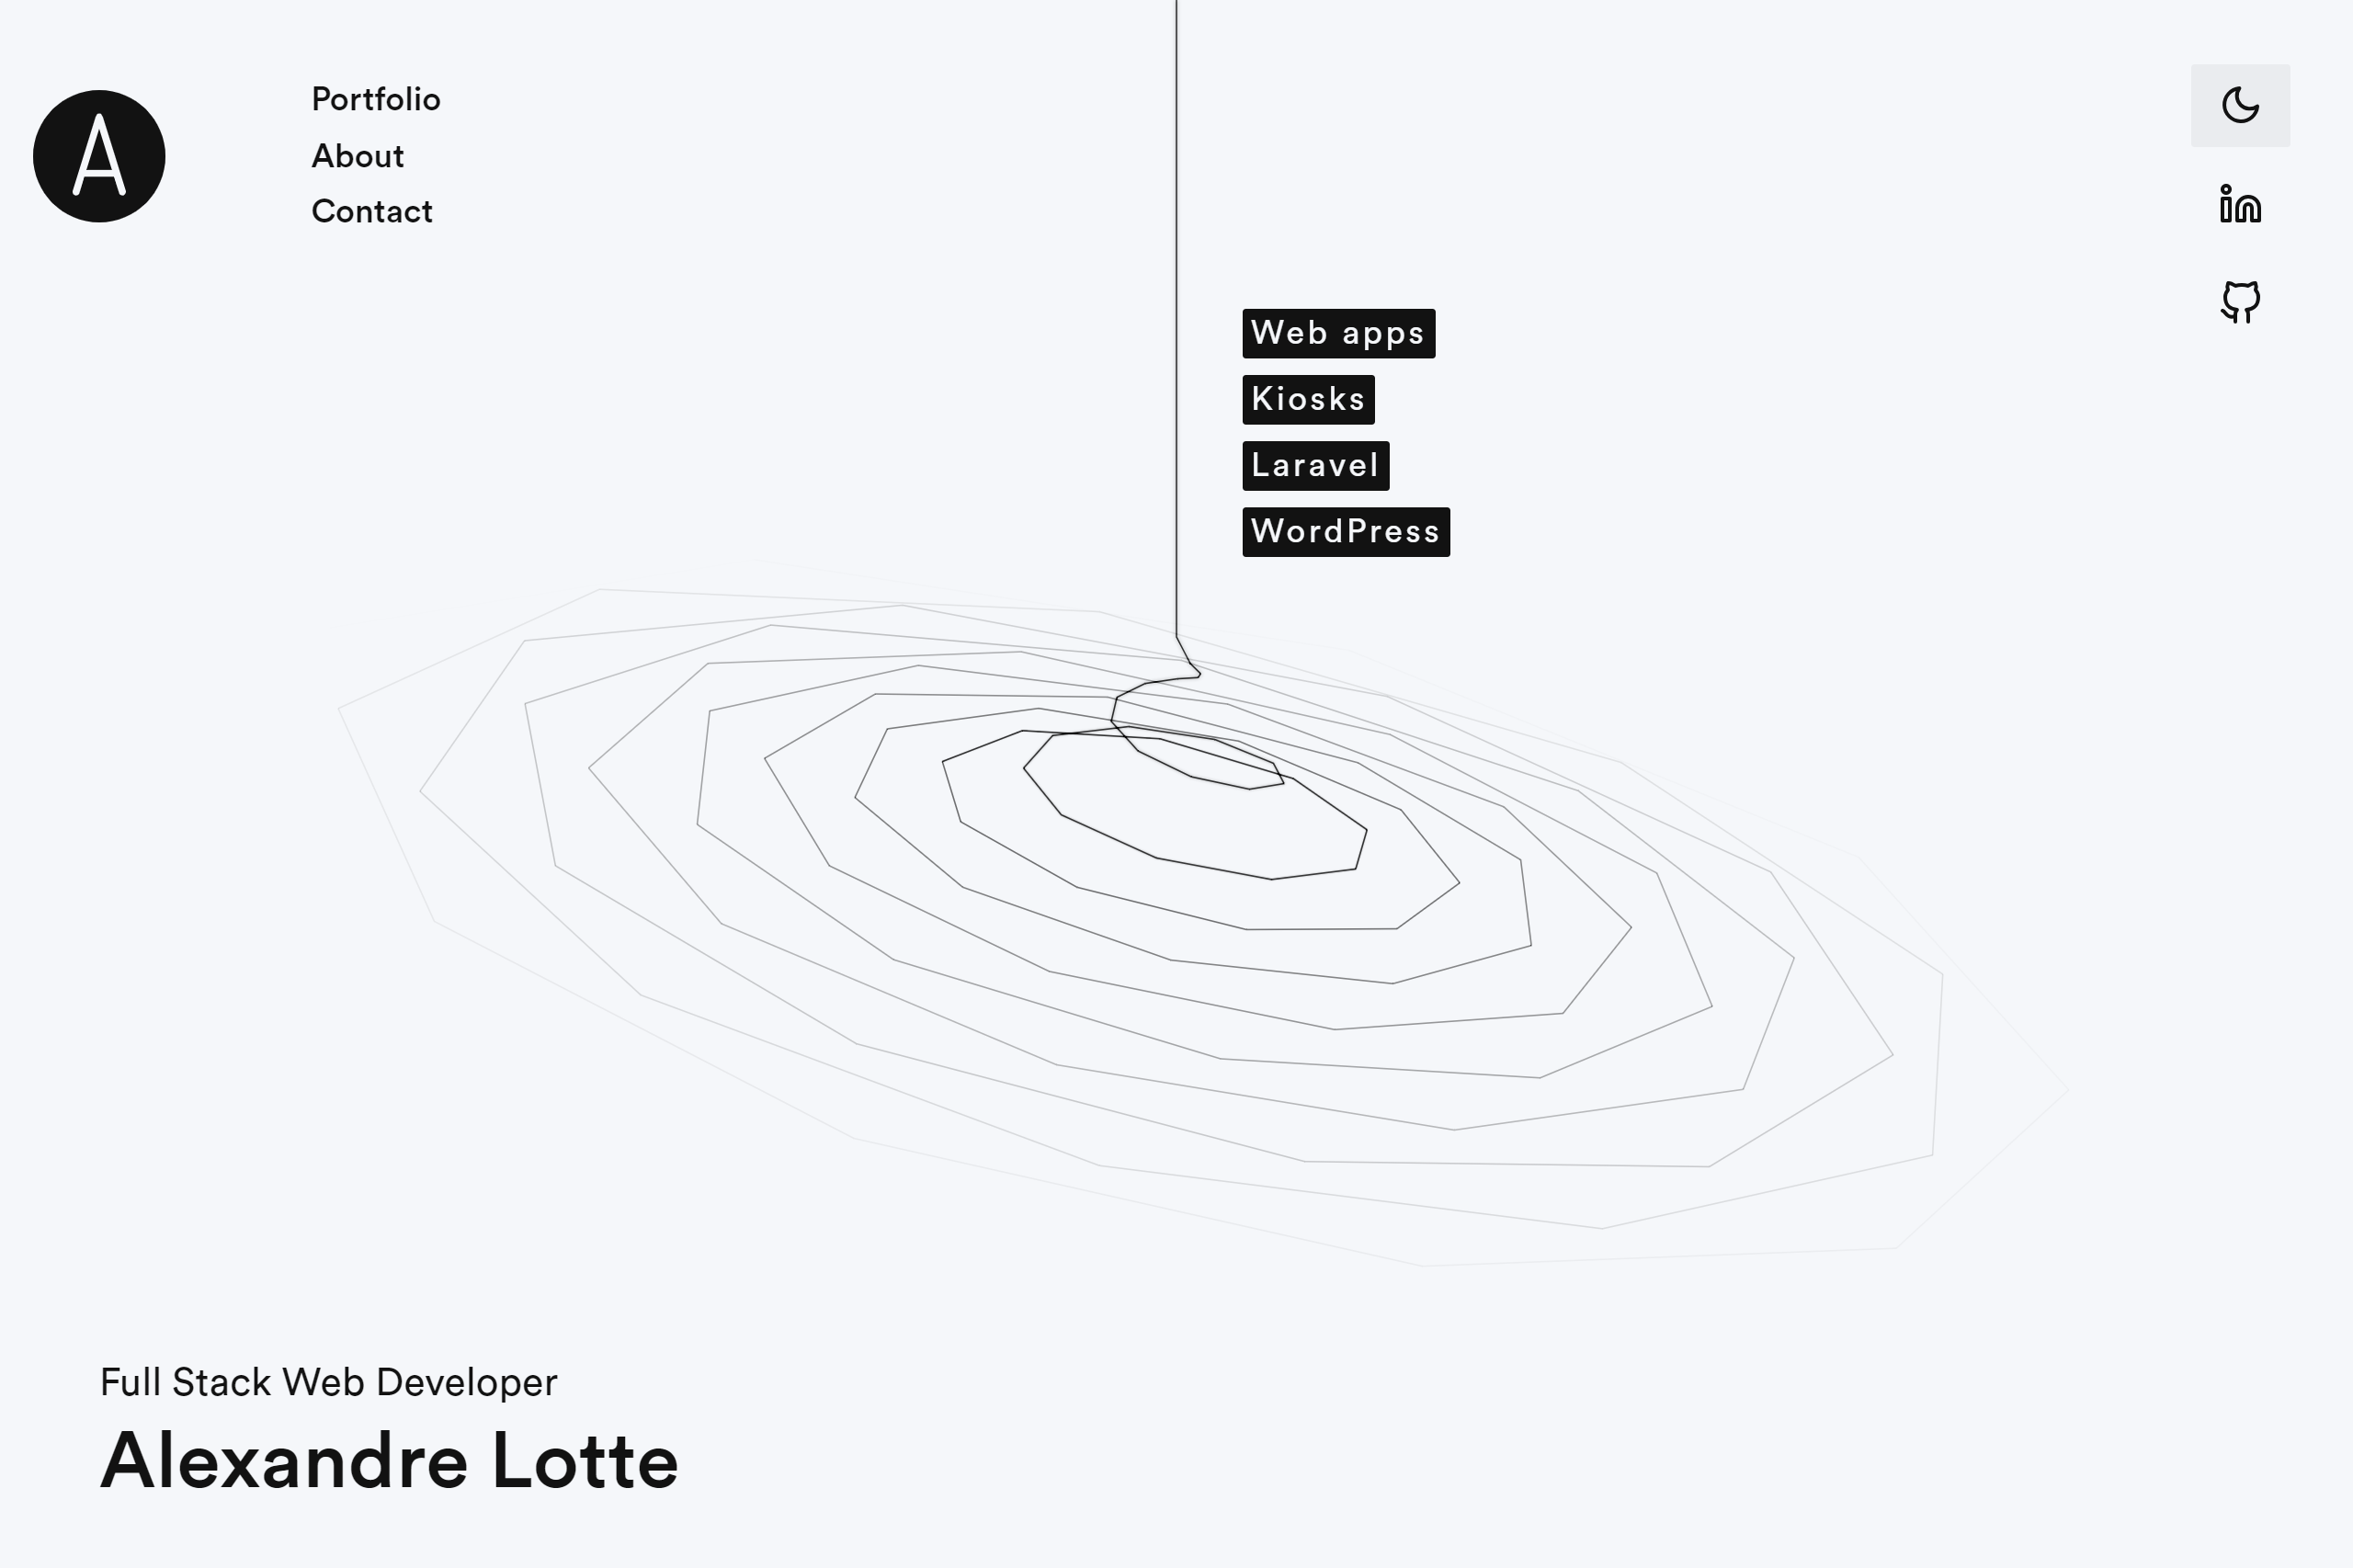 A
Portfolio
About
Contact
Web apps
Kiosks
Laravel
WordPress
Full Stack Web Developer
Alexandre Lotte